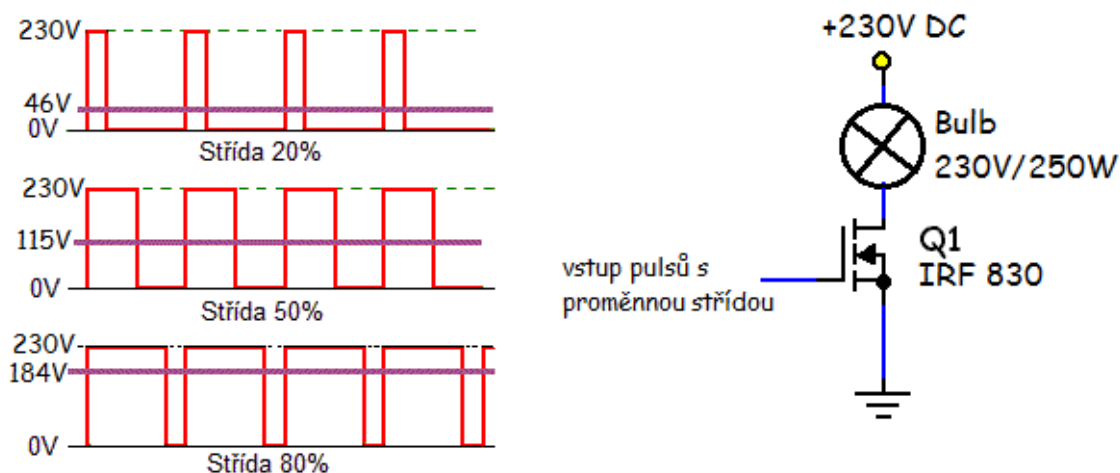 230V
46V
0V
Střída 20%
230V
115V
0V
Střída 50%
230V
184V
0V
Střída 80%
+230V DC
Bulb
230V/250W
Q1
IRF 830
vstup pulsů s
proměnnou střídou